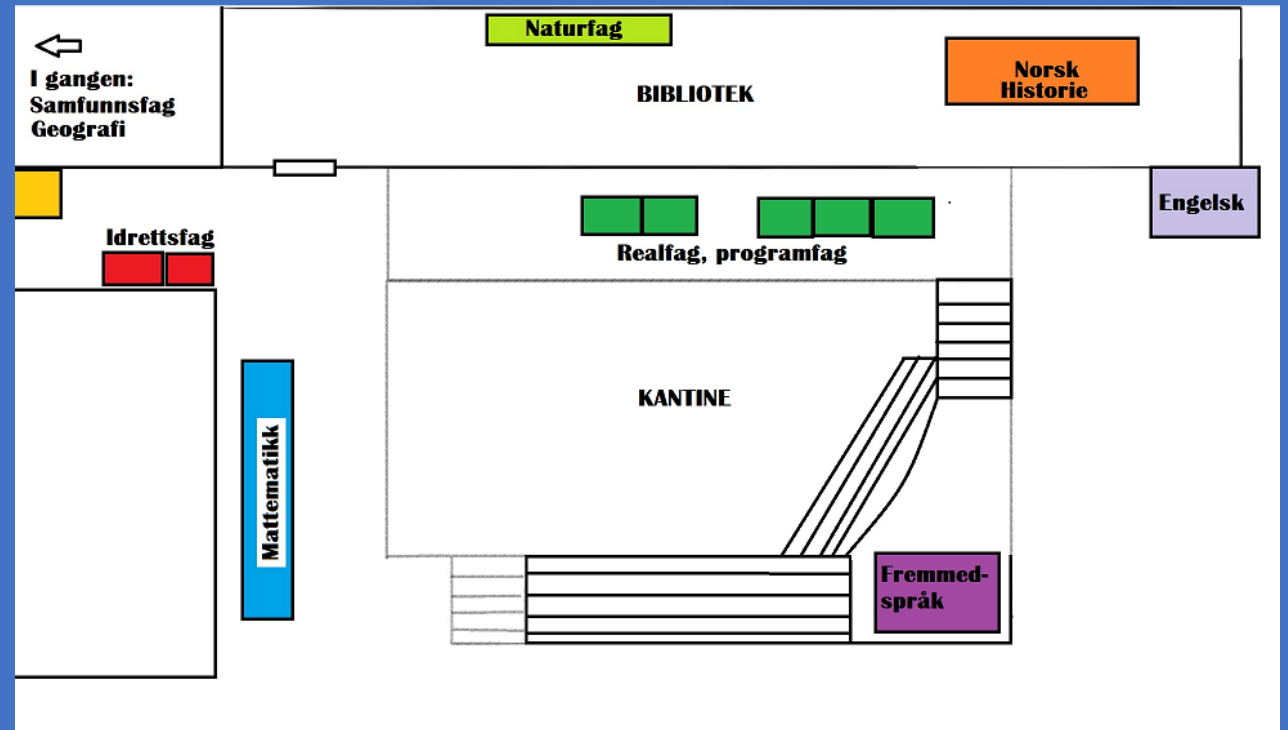 Naturfag
I gangen:
Samfunnsfag
Geografi
BIBLIOTEK
Norsk
Historie
Engelsk
Idrettsfag
Realfag, programfag
KANTINE
Mattematikk
Fremmed-
språk